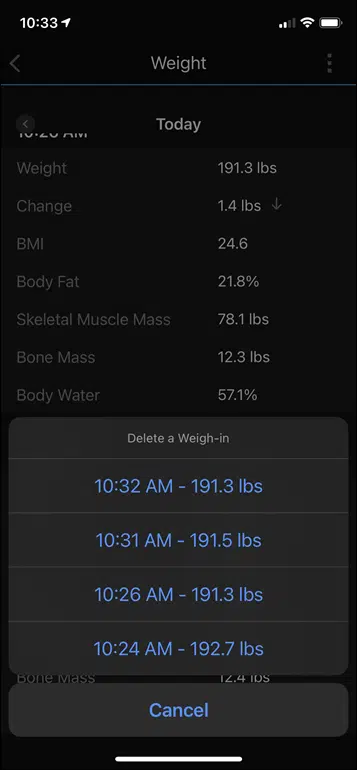 10:33
Weight
10:26 AM
Today
Weight 191.3 lbs
Change 1.4 lbs
BMI 24.6
Body Fat 21.8%
Skeletal Muscle Mass 78.1 lbs
Bone Mass 12.3 lbs
Body Water 57.1%
Delete a Weigh-in
10:32 AM - 191.3 lbs
10:31 AM - 191.5 lbs
10:26 AM - 191.3 lbs
10:24 AM - 192.7 lbs
Bone Mass 12.4 lbs
Cancel